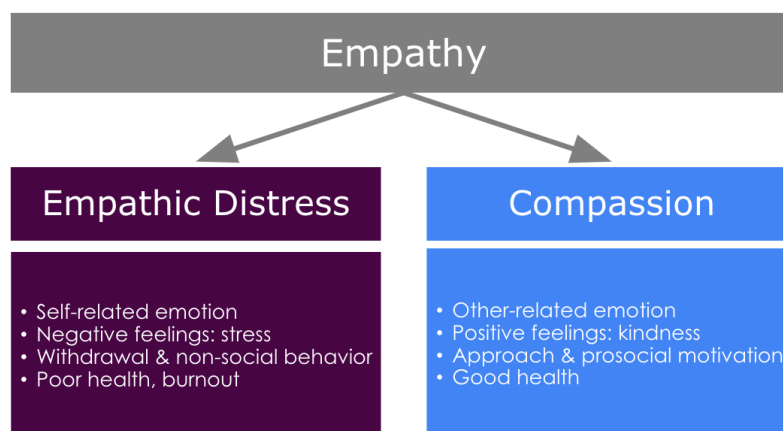 Empathy
Empathic Distress
• Self-related emotion
• Negative feelings: stress
• Withdrawal & non-social behavior
• Poor health, burnout
Compassion
• Other-related emotion
• Positive feelings: kindness
• Approach & prosocial motivation
• Good health